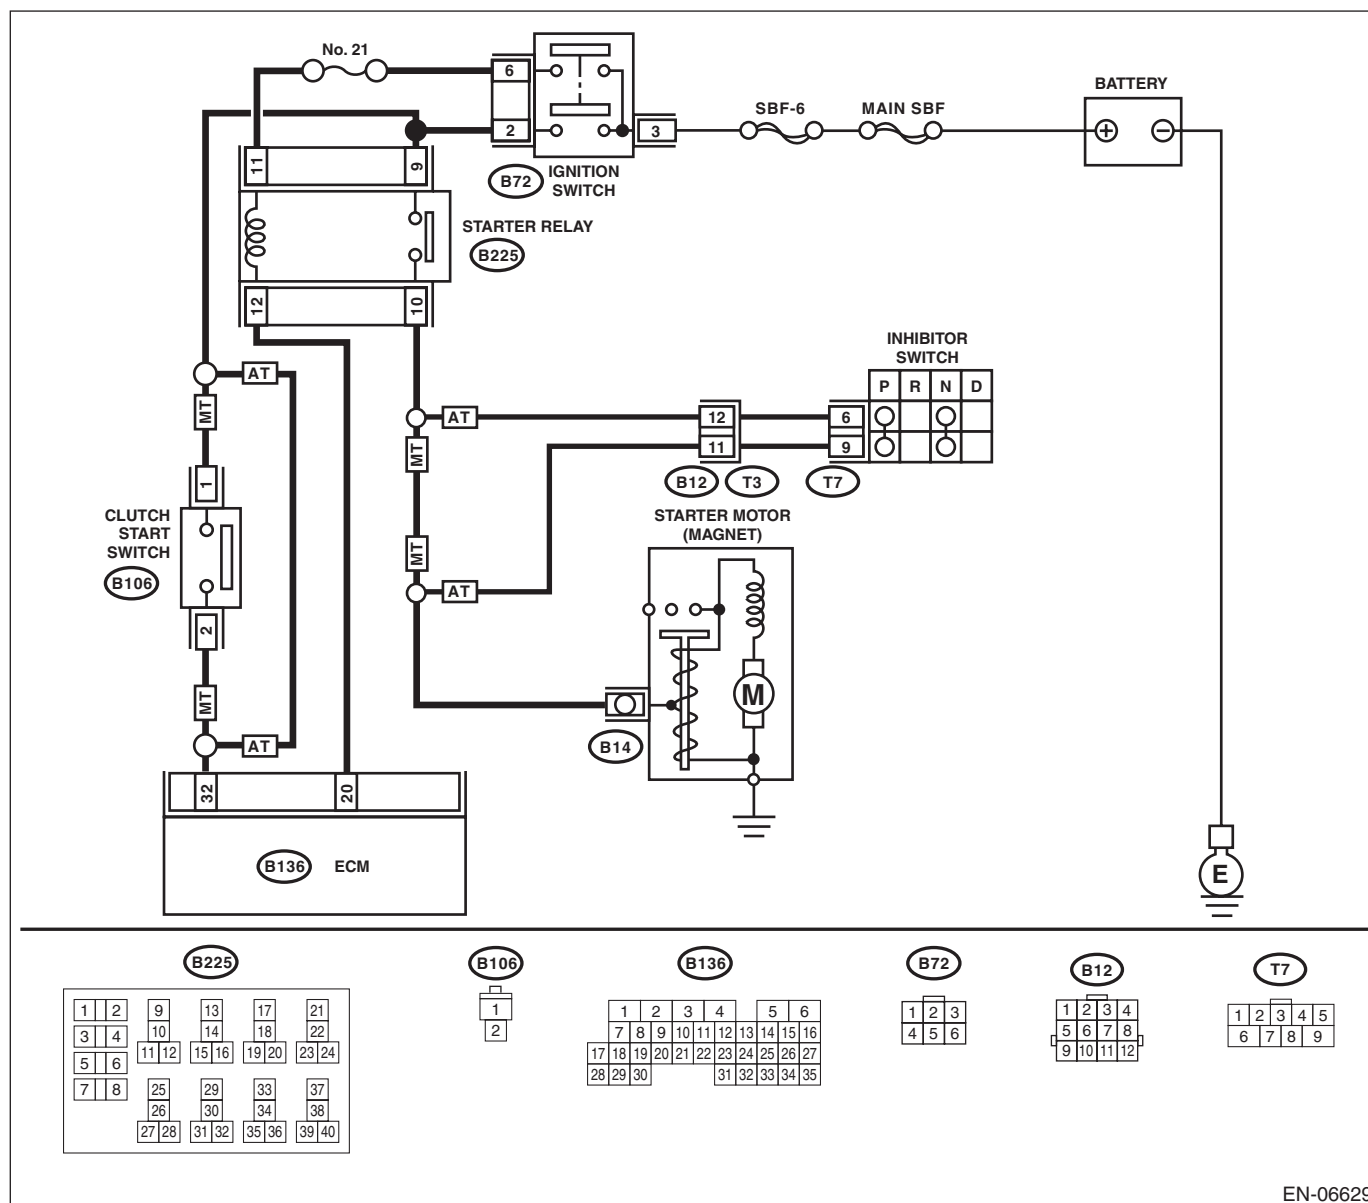 No. 21
6
2
3
B72
IGNITION
SWITCH
SBF-6
MAIN SBF
BATTERY
+
−
11
9
STARTER RELAY
B225
12
10
INHIBITOR
SWITCH
P R N D
AT
MT
AT
12
6
11
9
MT
B12
T3
T7
1
CLUTCH
START
SWITCH
B106
2
STARTER MOTOR
(MAGNET)
MT
AT
M
MT
AT
B14
32
20
B136
ECM
E
B225
1 2
3 4
5 6
7 8
9
10
11 12
13
14
15 16
17
18
19 20
21
22
23 24
25
26
27 28
29
30
31 32
33
34
35 36
37
38
39 40
B106
1
2
B136
1 2 3 4 5 6
7 8 9 10 11 12 13 14 15 16
17 18 19 20 21 22 23 24 25 26 27
28 29 30 31 32 33 34 35
B72
1 2 3
4 5 6
B12
1 2 3 4
5 6 7 8
9 10 11 12
T7
1 2 3 4 5
6 7 8 9
EN-06629